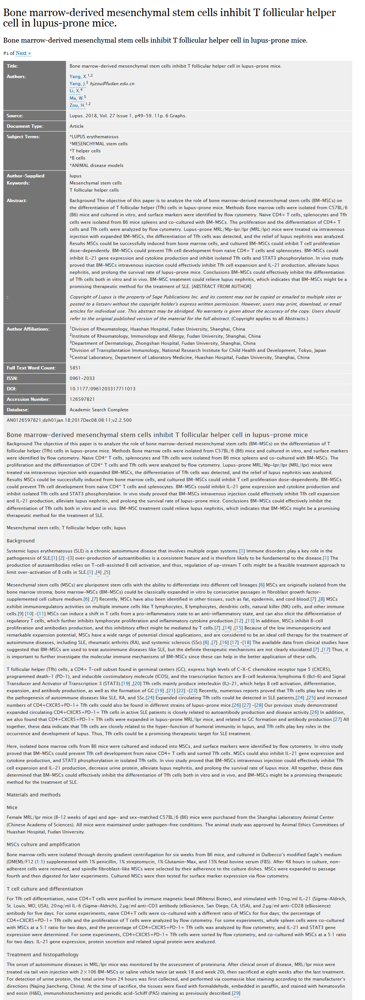 Bone marrow-derived mesenchymal stem cells inhibit T follicular helper
cell in lupus-prone mice.
Bone marrow-derived mesenchymal stem cells inhibit T follicular helper cell in lupus-prone mice.
#1 of Next »
Title: Bone marrow-derived mesenchymal stem cells inhibit T follicular helper cell in lupus-prone mice.
Authors: Yang, X.1,2
Yang, J.3 hjzou@fudan.edu.cn
Li, X.4
Ma, W.5
Zou, H.1,2
Source: Lupus. 2018, Vol. 27 Issue 1, p49-59. 11p. 6 Graphs.
Document Type: Article
Subject Terms: *LUPUS erythematosus
*MESENCHYMAL stem cells
*T helper cells
*B cells
*ANIMAL disease models
Author-Supplied Keywords: lupus
Mesenchymal stem cells
T follicular helper cells
Abstract: Background The objective of this paper is to analyze the role of bone marrow-derived mesenchymal stem cells (BM-MSCs) on
the differentiation of T follicular helper (Tfh) cells in lupus-prone mice. Methods Bone marrow cells were isolated from C57BL/6
(B6) mice and cultured in vitro, and surface markers were identified by flow cytometry. Naïve CD4+ T cells, splenocytes and Tfh
cells were isolated from B6 mice spleens and co-cultured with BM-MSCs. The proliferation and the differentiation of CD4+ T
cells and Tfh cells were analyzed by flow cytometry. Lupus-prone MRL/Mp-lpr/lpr (MRL/lpr) mice were treated via intravenous
injection with expanded BM-MSCs, the differentiation of Tfh cells was detected, and the relief of lupus nephritis was analyzed.
Results MSCs could be successfully induced from bone marrow cells, and cultured BM-MSCs could inhibit T cell proliferation
dose-dependently. BM-MSCs could prevent Tfh cell development from naïve CD4+ T cells and splenocytes. BM-MSCs could
inhibit IL-21 gene expression and cytokine production and inhibit isolated Tfh cells and STAT3 phosphorylation. In vivo study
proved that BM-MSCs intravenous injection could effectively inhibit Tfh cell expansion and IL-21 production, alleviate lupus
nephritis, and prolong the survival rate of lupus-prone mice. Conclusions BM-MSCs could effectively inhibit the differentiation
of Tfh cells both in vitro and in vivo. BM-MSC treatment could relieve lupus nephritis, which indicates that BM-MSCs might be a
promising therapeutic method for the treatment of SLE. [ABSTRACT FROM AUTHOR]
: Copyright of Lupus is the property of Sage Publications Inc. and its content may not be copied or emailed to multiple sites or
posted to a listserv without the copyright holder's express written permission. However, users may print, download, or email
articles for individual use. This abstract may be abridged. No warranty is given about the accuracy of the copy. Users should
refer to the original published version of the material for the full abstract. (Copyright applies to all Abstracts.)
Author Affiliations: 1Division of Rheumatology, Huashan Hospital, Fudan University, Shanghai, China
2Institute of Rheumatology, Immunology and Allergy, Fudan University, Shanghai, China
3Department of Dermatology, Zhongshan Hospital, Fudan University, Shanghai, China
4Division of Transplantation Immunology, National Research Institute for Child Health and Development, Tokyo, Japan
5Central Laboratory, Department of Laboratory Medicine, Huashan Hospital, Fudan University, Shanghai, China
Full Text Word Count: 5851
ISSN: 0961-2033
DOI: 10.1177/0961203317711013
Accession Number: 126597821
Database: Academic Search Complete
AN0126597821;dzh01jan.18;2017Dec08.08:11;v2.2.500
Bone marrow-derived mesenchymal stem cells inhibit T follicular helper cell in lupus-prone mice
Background The objective of this paper is to analyze the role of bone marrow-derived mesenchymal stem cells (BM-MSCs) on the differentiation of T
follicular helper (Tfh) cells in lupus-prone mice. Methods Bone marrow cells were isolated from C57BL/6 (B6) mice and cultured in vitro, and surface markers
were identified by flow cytometry. Naïve CD4+ T cells, splenocytes and Tfh cells were isolated from B6 mice spleens and co-cultured with BM-MSCs. The
proliferation and the differentiation of CD4+ T cells and Tfh cells were analyzed by flow cytometry. Lupus-prone MRL/Mp-lpr/lpr (MRL/lpr) mice were
treated via intravenous injection with expanded BM-MSCs, the differentiation of Tfh cells was detected, and the relief of lupus nephritis was analyzed.
Results MSCs could be successfully induced from bone marrow cells, and cultured BM-MSCs could inhibit T cell proliferation dose-dependently. BM-MSCs
could prevent Tfh cell development from naïve CD4+ T cells and splenocytes. BM-MSCs could inhibit IL-21 gene expression and cytokine production and
inhibit isolated Tfh cells and STAT3 phosphorylation. In vivo study proved that BM-MSCs intravenous injection could effectively inhibit Tfh cell expansion
and IL-21 production, alleviate lupus nephritis, and prolong the survival rate of lupus-prone mice. Conclusions BM-MSCs could effectively inhibit the
differentiation of Tfh cells both in vitro and in vivo. BM-MSC treatment could relieve lupus nephritis, which indicates that BM-MSCs might be a promising
therapeutic method for the treatment of SLE.
Mesenchymal stem cells; T follicular helper cells; lupus
Background
Systemic lupus erythematosus (SLE) is a chronic autoimmune disease that involves multiple organ systems.[1] Immune disorders play a key role in the
pathogenesis of SLE;[1] [2] -[3] over-production of autoantibodies is a consistent feature and is therefore likely to be fundamental to the disease.[1] The
production of autoantibodies relies on T-cell-assisted B cell activation, and thus, regulation of up-stream T cells might be a feasible treatment approach to
limit over-activation of B cells in SLE.[1] ,[4] ,[5]
Mesenchymal stem cells (MSCs) are pluripotent stem cells with the ability to differentiate into different cell lineages.[6] MSCs are originally isolated from the
bone marrow stroma; bone marrow-MSCs (BM-MSCs) could be classically expanded in vitro by consecutive passages in fibroblast growth factor-
supplemented cell culture medium.[6] ,[7] Recently, MSCs have also been identified in other tissues, such as fat, epidermis, and cord blood.[7] ,[8] MSCs
exhibit immunoregulatory activities on multiple immune cells like T lymphocytes, B lymphocytes, dendritic cells, natural killer (NK) cells, and other immune
cells.[9] [10] -[11] MSCs can induce a shift in T cells from a pro-inflammatory state to an anti-inflammatory state, and can also elicit the differentiation of
regulatory T cells, which further inhibits lymphocyte proliferation and inflammatory cytokine production.[12] ,[13] In addition, MSCs inhibit B-cell
proliferation and antibodies production, and this inhibitory effect might be mediated by T cells.[7] ,[14] ,[15] Because of the low immunogenicity and
remarkable expansion potential, MSCs have a wide range of potential clinical applications, and are considered to be an ideal cell therapy for the treatment of
autoimmune diseases, including SLE, rheumatic arthritis (RA), and systemic sclerosis (SSc).[6] ,[7] ,[16] [17] -[18] The available data from clinical studies have
suggested that BM-MSCs are used to treat autoimmune diseases like SLE, but the definite therapeutic mechanisms are not clearly elucidated.[7] ,[17] Thus, it
is important to further investigate the molecular immune mechanisms of BM-MSCs since these can help in the better application of these cells.
T follicular helper (Tfh) cells, a CD4+ T-cell subset found in germinal centers (GC), express high levels of C-X-C chemokine receptor type 5 (CXCR5),
programmed death-1 (PD-1), and inducible costimulatory molecule (ICOS), and the transcription factors are B-cell leukemia/lymphoma 6 (Bcl-6) and Signal
Transducer and Activator of Transcription 3 (STAT3).[19] ,[20] Tfh cells mainly produce interleukin (IL)-21, which helps B cell activation, differentiation,
expansion, and antibody production, as well as the formation of GC.[19] ,[21] [22] -[23] Recently, numerous reports proved that Tfh cells play key roles in
the pathogenesis of autoimmune diseases like SLE, RA, and SSc.[24] Expanded circulating Tfh cells could be detected in SLE patients,[24] ,[25] and increased
numbers of CD4+CXCR5+PD-1+ Tfh cells could also be found in different strains of lupus-prone mice.[26] [27] -[28] Our previous study demonstrated
expanded circulating CD4+CXCR5+PD-1+ Tfh cells in active SLE patients is closely related to autoantibody production and disease activity.[26] In addition,
we also found that CD4+CXCR5+PD-1+ Tfh cells were expanded in lupus-prone MRL/lpr mice, and related to GC formation and antibody production.[27] All
together, these data indicate that Tfh cells are closely related to the hyper-function of humoral immunity in lupus, and Tfh cells play key roles in the
occurrence and development of lupus. Thus, Tfh cells could be a promising therapeutic target for SLE treatment.
Here, isolated bone marrow cells from B6 mice were cultured and induced into MSCs, and surface markers were identified by flow cytometry. In vitro study
proved that BM-MSCs could prevent Tfh cell development from naïve CD4+ T cells and sorted Tfh cells. MSCs could also inhibit IL-21 gene expression and
cytokine production, and STAT3 phosphorylation in isolated Tfh cells. In vivo study proved that BM-MSCs intravenous injection could effectively inhibit Tfh
cell expansion and IL-21 production, decrease urine protein, alleviate lupus nephritis, and prolong the survival rate of lupus mice. All together, these data
determined that BM-MSCs could effectively inhibit the differentiation of Tfh cells both in vitro and in vivo, and BM-MSCs might be a promising therapeutic
method for the treatment of SLE.
Materials and methods
Mice
Female MRL/lpr mice (8–12 weeks of age) and age- and sex-matched C57BL/6 (B6) mice were purchased from the Shanghai Laboratory Animal Center
(Chinese Academy of Sciences). All mice were maintained under pathogen-free conditions. The animal study was approved by Animal Ethics Committees of
Huashan Hospital, Fudan University.
MSCs culture and amplification
Bone marrow cells were isolated through density gradient centrifugation for six weeks from B6 mice, and cultured in Dulbecco's modified Eagle's medium
(DMEM)/F12 (1:1) supplemented with 1% penicillin, 1% streptomycin, 1% Glutamin-Max, and 15% fetal bovine serum (FBS). After 48 hours in culture, non-
adherent cells were removed, and spindle fibroblast-like MSCs were selected by their adherence to the culture dishes. MSCs were expanded to passage
fourth and then digested for later experiments. Cultured MSCs were then tested for surface marker expression via flow cytometry.
T cell culture and differentiation
For Tfh cell differentiation, naïve CD4+T cells were purified by immune magnetic bead (Miltenyi Biotec), and stimulated with 10 ng/ml IL-21 (Sigma-Aldrich,
St. Louis, MO, USA), 20 ng/ml IL-6 (Sigma-Aldrich), 2 µg/ml anti-CD3 antibody (eBiosience, San Diego, CA, USA), and 2 µg/ml anti-CD28 (eBiosience)
antibody for five days. For some experiments, naïve CD4+T cells were co-cultured with a different ratio of MSCs for five days; the percentage of
CD4+CXCR5+PD-1+ Tfh cells and the proliferation of T cells were analyzed by flow cytometry. For some experiments, whole spleen cells were co-cultured
with MSCs at a 5:1 ratio for two days, and the percentage of CD4+CXCR5+PD-1+ Tfh cells was analyzed by flow cytometry, and IL-21 and STAT3 gene
expression were determined. For some experiments, CD4+CXCR5+PD-1+ Tfh cells were sorted by flow cytometry, and co-cultured with MSCs at a 5:1 ratio
for two days. IL-21 gene expression, protein secretion and related signal protein were analyzed.
Treatment and histopathology
The onset of autoimmune diseases in MRL/lpr mice was monitored by the assessment of proteinuria. After clinical onset of disease, MRL/lpr mice were
treated via tail vein injection with 2 × 106 BM-MSCs or saline vehicle twice (at week 18 and week 20), then sacrificed at eight weeks after the last treatment.
For detection of urine protein, the total urine from 24 hours was first collected, and performed via coomassie blue staining according to the manufacturer's
directions (Najing Jiancheng, China). At the time of sacrifice, the tissues were fixed with formaldehyde, embedded in paraffin, and stained with hematoxylin
and eosin (H&E), immunohistochemistry and periodic acid-Schiff (PAS) staining as previously described.[29]